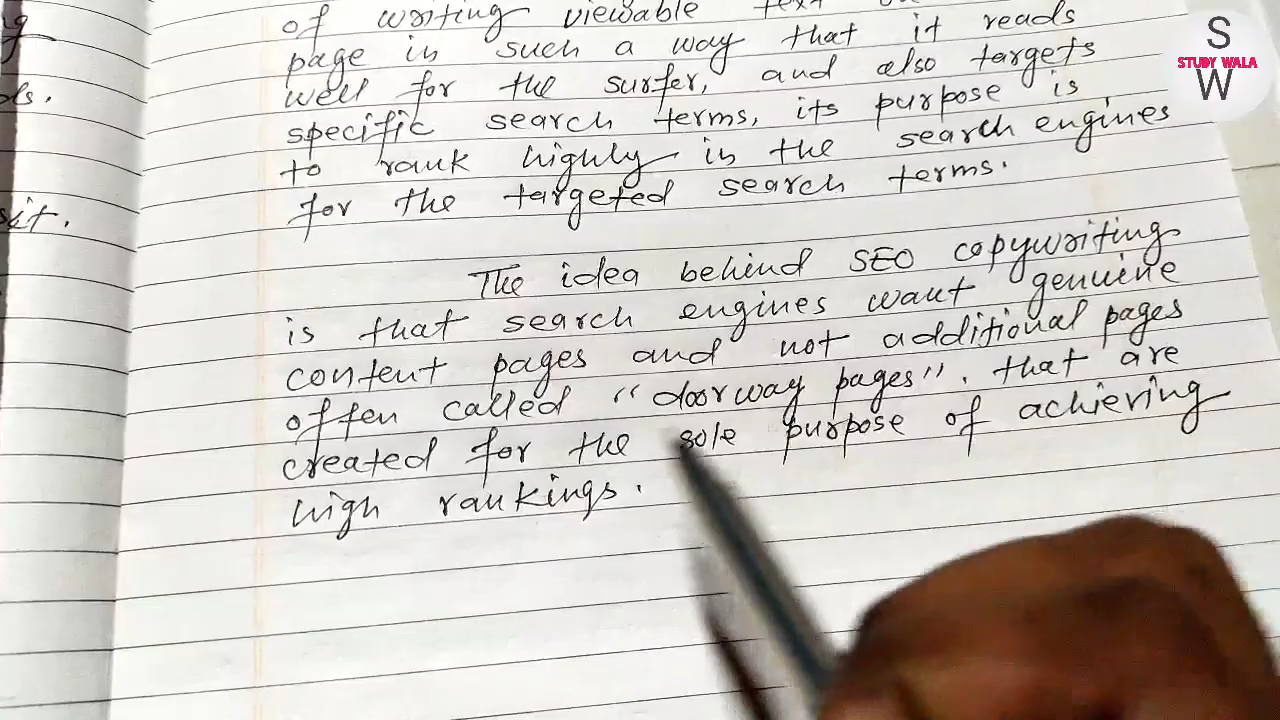 of writing viewable text
page in such a way that it reads
well for the surfer, and also targets
specific search terms, its purpose is
to rank highly in the search engines
for the targeted search terms.
The idea behind SEO copywriting
is that search engines want genuine
content pages and not additional pages
often called "doorway pages". that are
created for the sole purpose of achieving
high rankings.
S
STUDY WALA
W